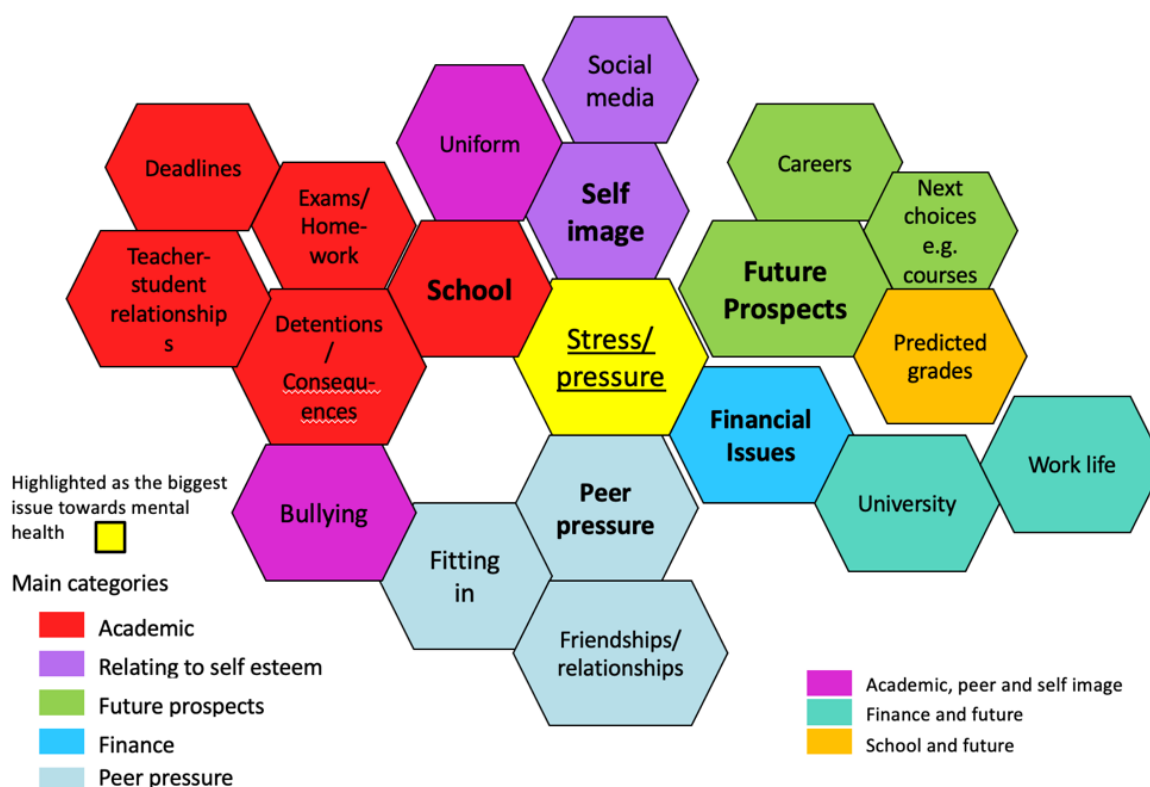 Social
media
Uniform
Deadlines
Careers
Exams/
Home-
work
Self
image
Next
choices
e.g.
courses
Teacher-
student
relationship
s
School
Future
Prospects
Detentions
/
Consequ-
ences
Stress/
pressure
Predicted
grades
Financial
Issues
Work life
University
Bullying
Peer
pressure
Fitting
in
Friendships/
relationships
Highlighted as the biggest
issue towards mental
health
Main categories
Academic
Relating to self esteem
Future prospects
Finance
Peer pressure
Academic, peer and self image
Finance and future
School and future